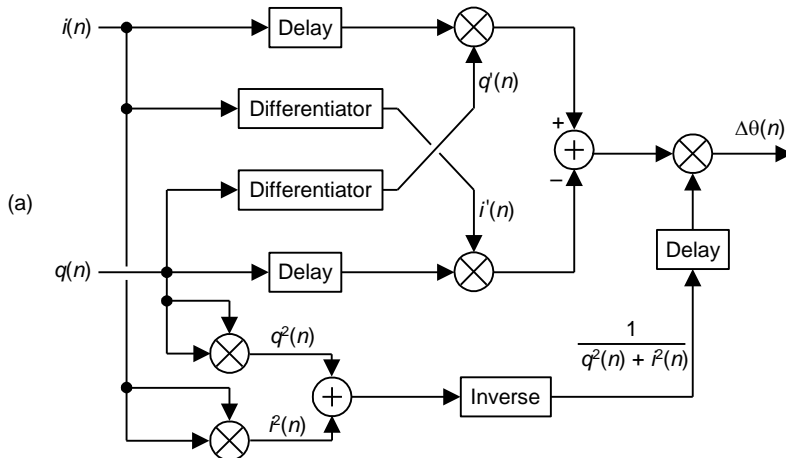 i(n)
Delay
q'(n)
Differentiator
Δθ(n)
+
−
(a)
Differentiator
i'(n)
q(n)
Delay
Delay
q²(n)
1
q²(n) + i²(n)
Inverse
i²(n)